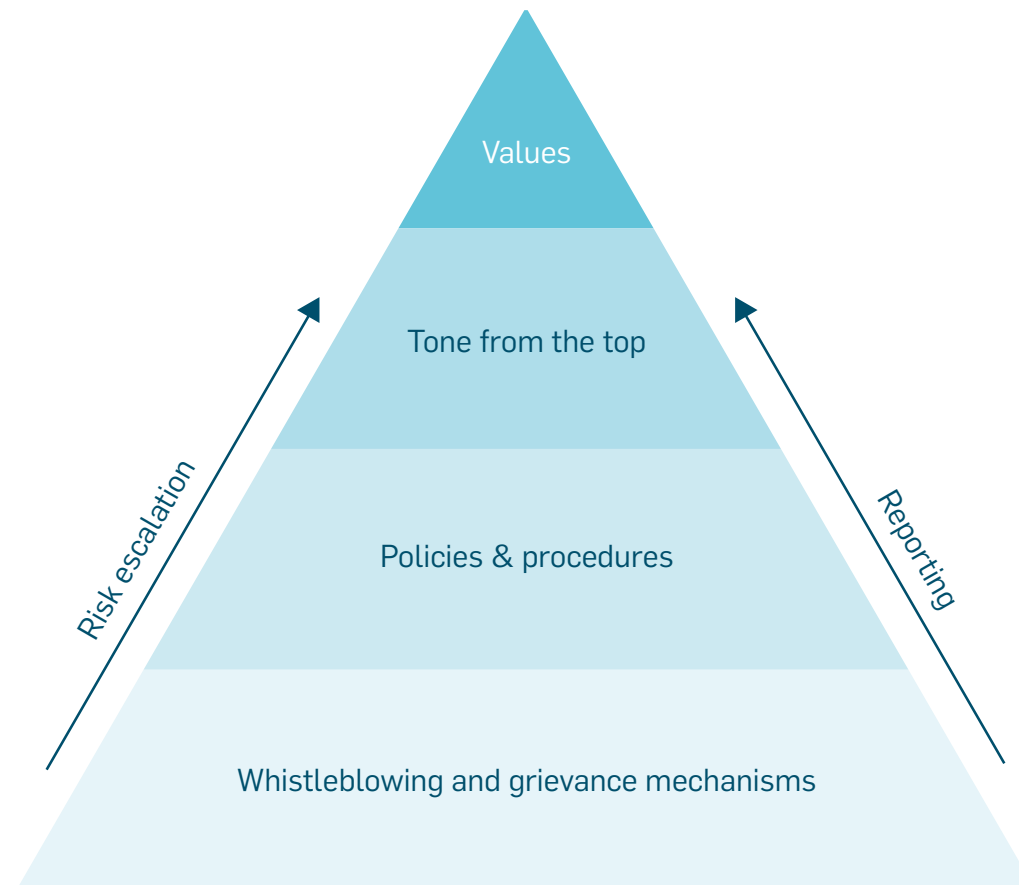 Values
Tone from the top
Risk escalation
Reporting
Policies & procedures
Whistleblowing and grievance mechanisms